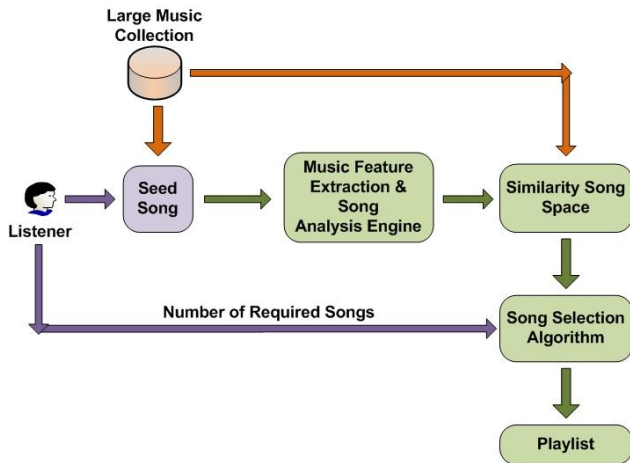 Large Music
Collection
Seed
Song
Music Feature
Extraction &
Song
Analysis Engine
Similarity Song
Space
Listener
Number of Required Songs
Song Selection
Algorithm
Playlist